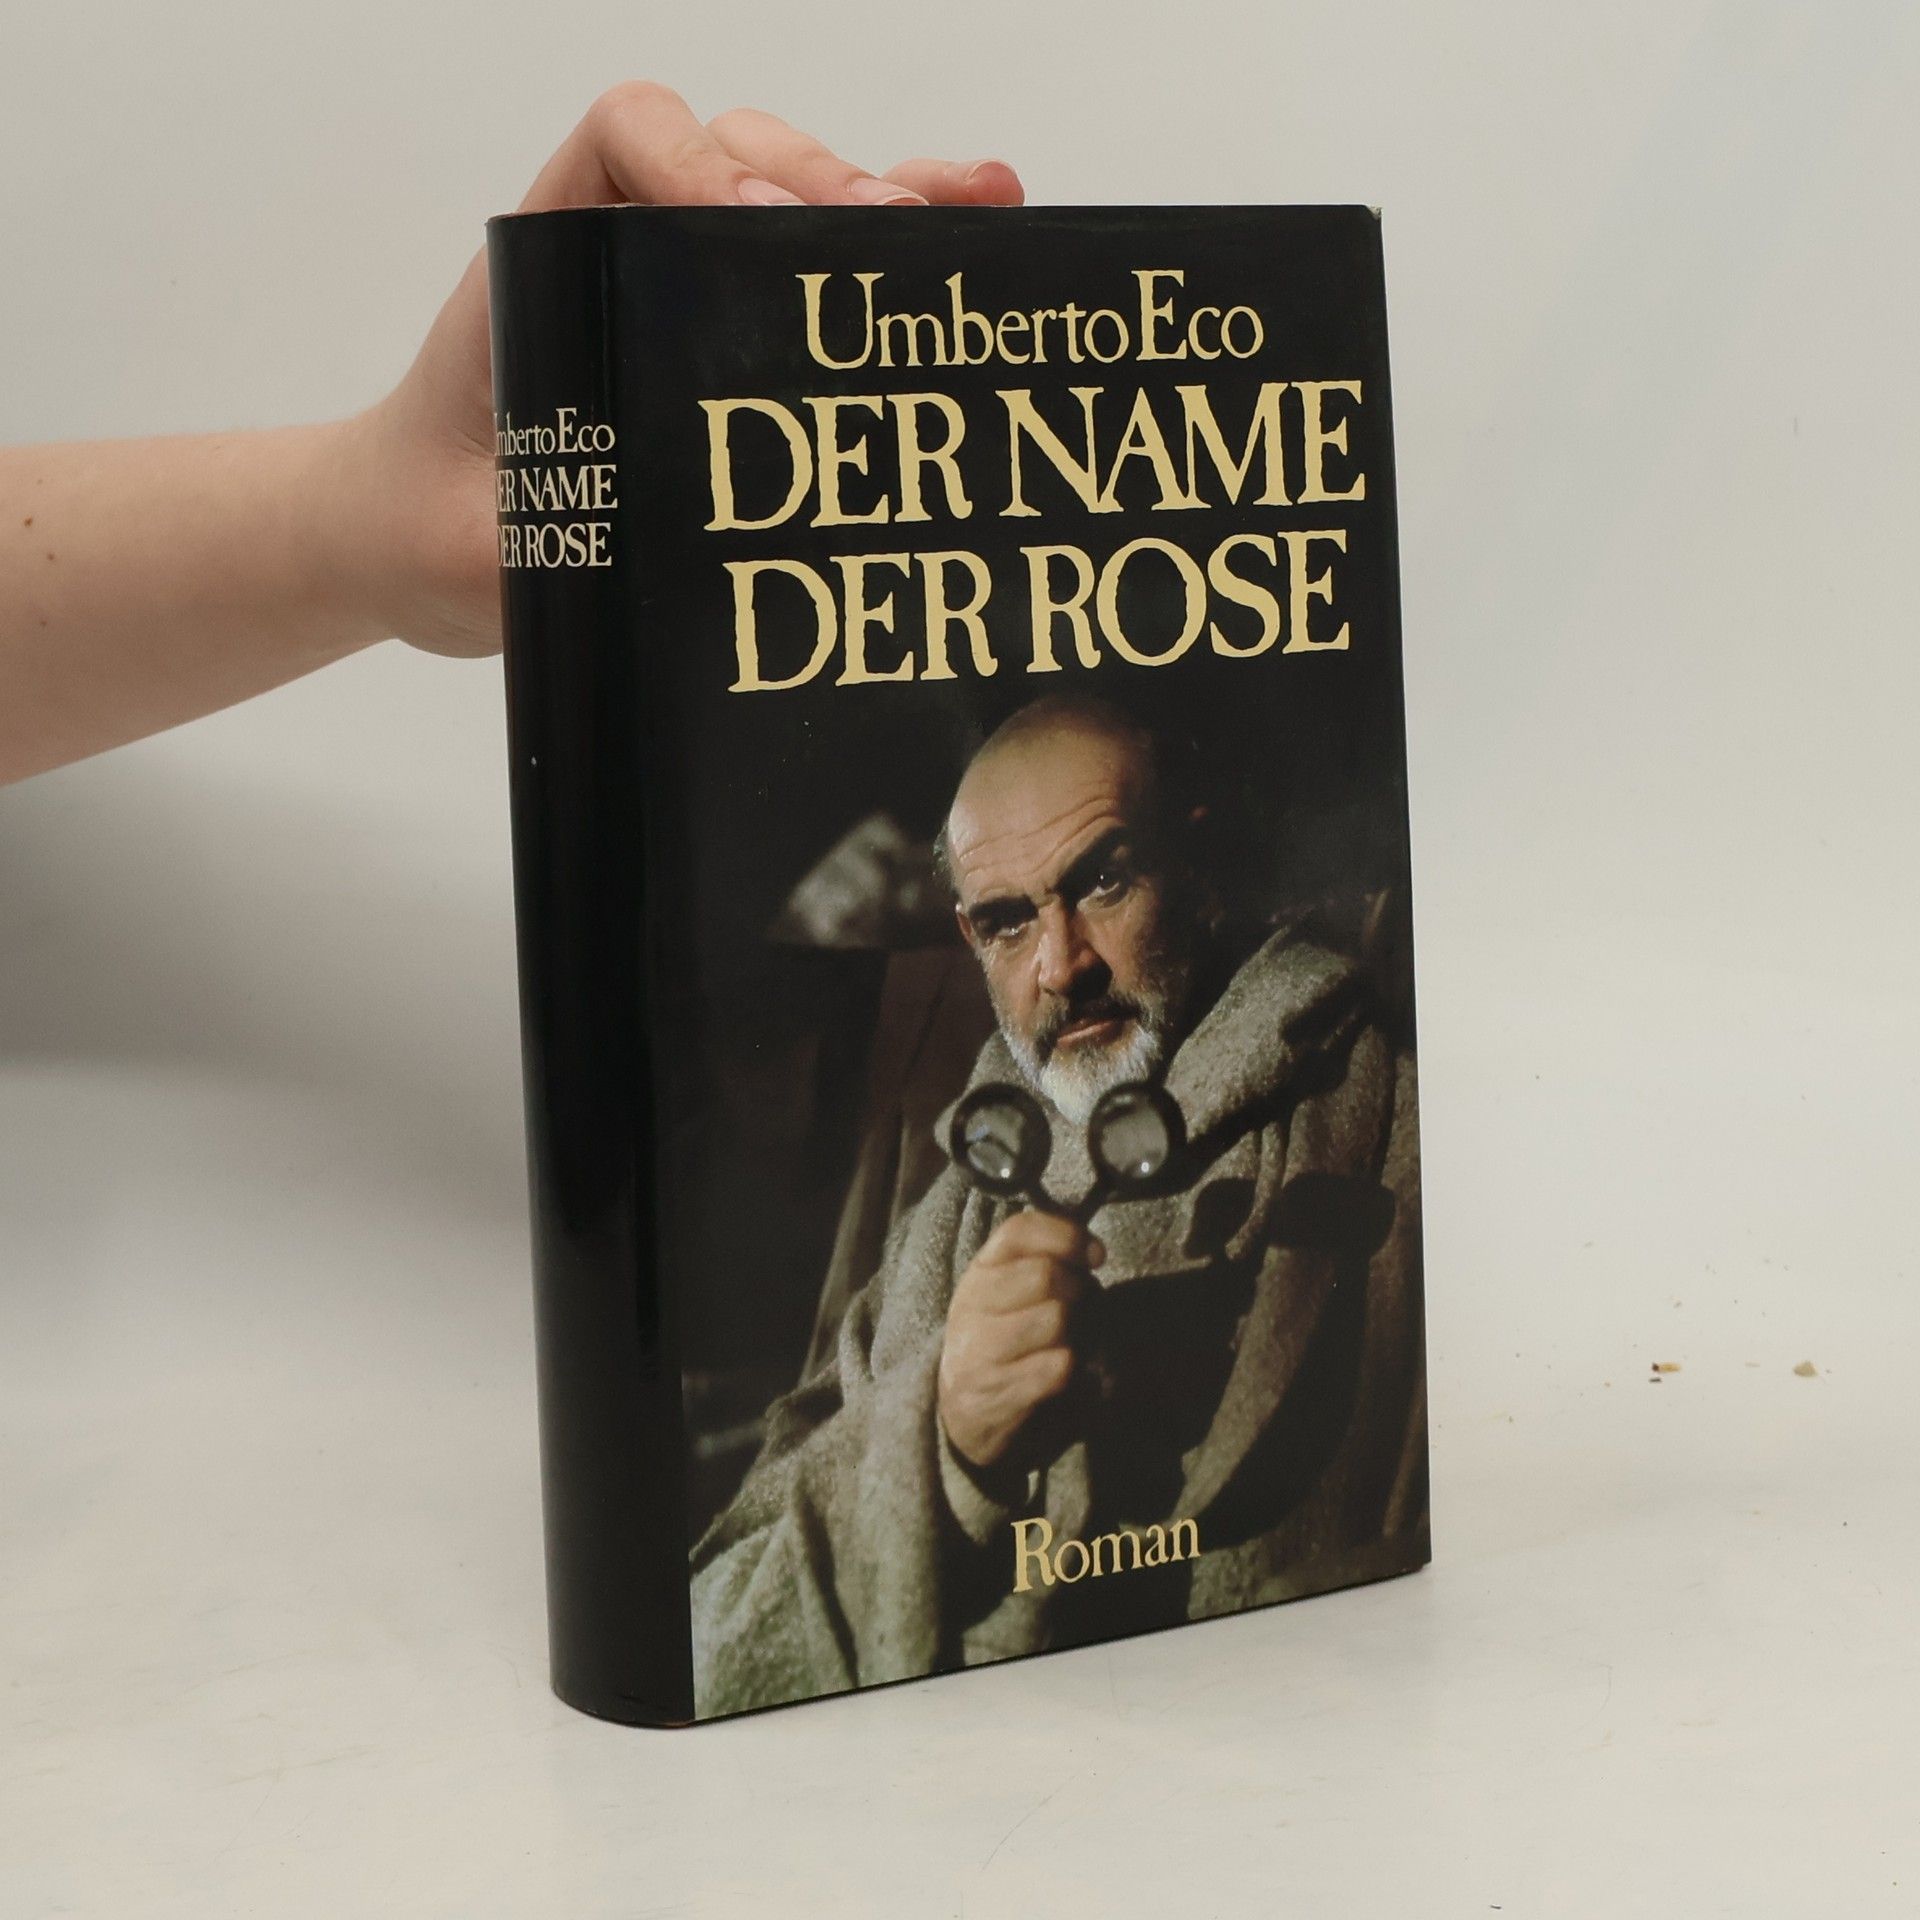 Umberto Eco
DER NAME
DER ROSE
Roman
Umberto Eco
DER NAME
DER ROSE